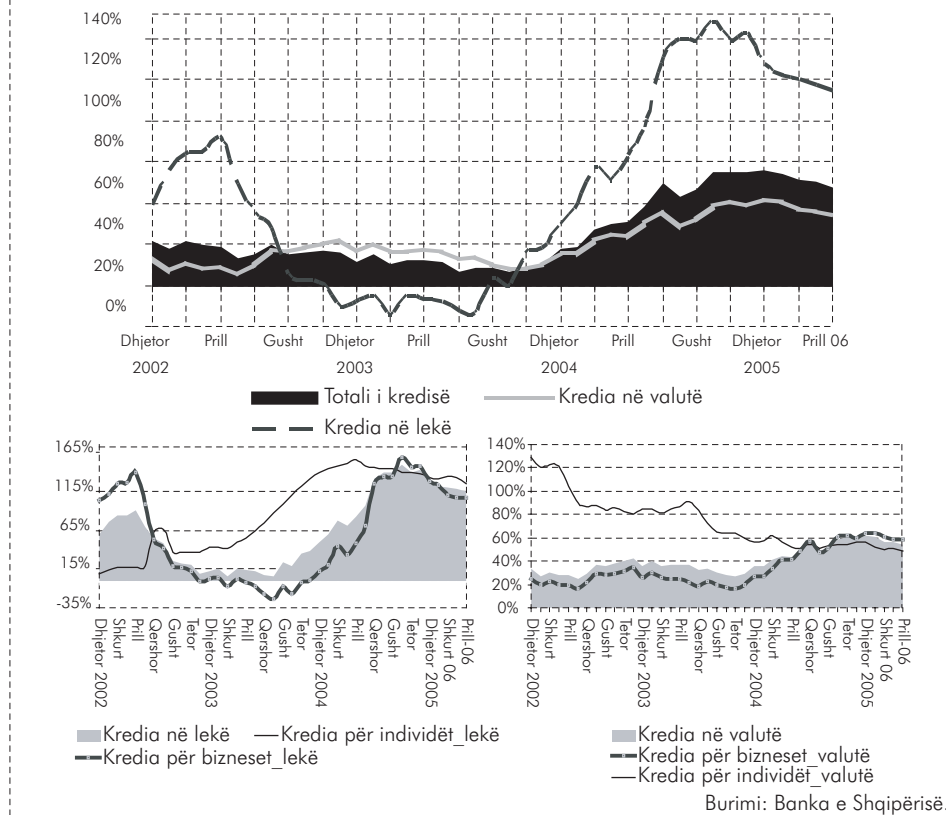 140%
120%
100%
80%
60%
40%
20%
0%
Dhjetor Prill Gusht Dhjetor Prill Gusht Dhjetor Prill Gusht Dhjetor Prill 06
2002 2003 2004 2005
Totali i kredisë Kredia në valutë
Kredia në lekë
165%
115%
65%
15%
-35%
Dhjetor 2002
Shkurt
Prill
Qershor
Gusht
Tetor
Dhjetor 2003
Shkurt
Prill
Qershor
Gusht
Tetor
Dhjetor 2004
Shkurt
Prill
Qershor
Gusht
Tetor
Dhjetor 2005
Shkurt 06
Prill-06
Kredia në lekë Kredia për individët_lekë
Kredia për bizneset_lekë
140%
120%
100%
80%
60%
40%
20%
0%
Dhjetor 2002
Shkurt
Prill
Qershor
Gusht
Tetor
Dhjetor 2003
Shkurt
Prill
Qershor
Gusht
Tetor
Dhjetor 2004
Shkurt
Prill
Qershor
Gusht
Tetor
Dhjetor 2005
Shkurt 06
Prill-06
Kredia në valutë
Kredia për bizneset_valutë
Kredia për individët_valutë
Burimi: Banka e Shqipërisë.